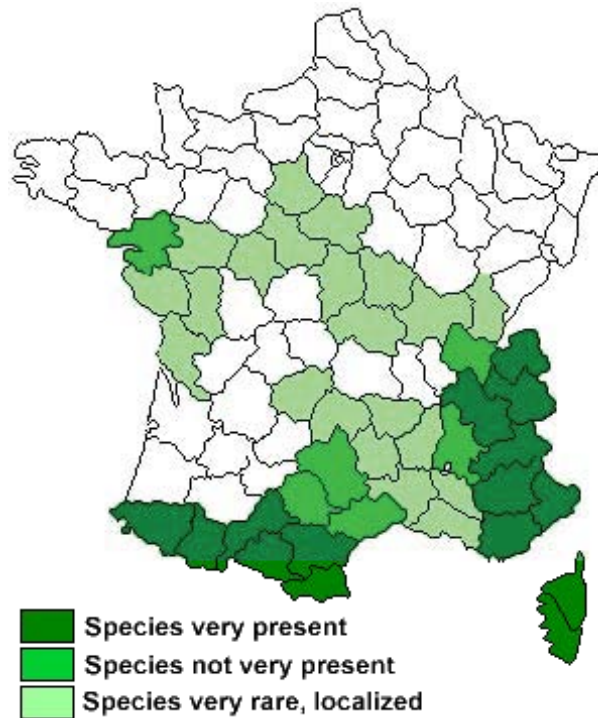 Species very present
Species not very present
Species very rare, localized